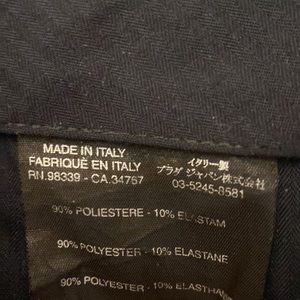 MADE IN ITALY
FABRIQUÉ EN ITALY
RN.98339 - CA.34767
イタリー製
プラダ ジャパン株式会社
03-5245-8581
90% POLIESTERE - 10% ELASTAM
90% POLYESTER - 10% ELASTANE
90% POLYESTER - 10% ELASTHAN